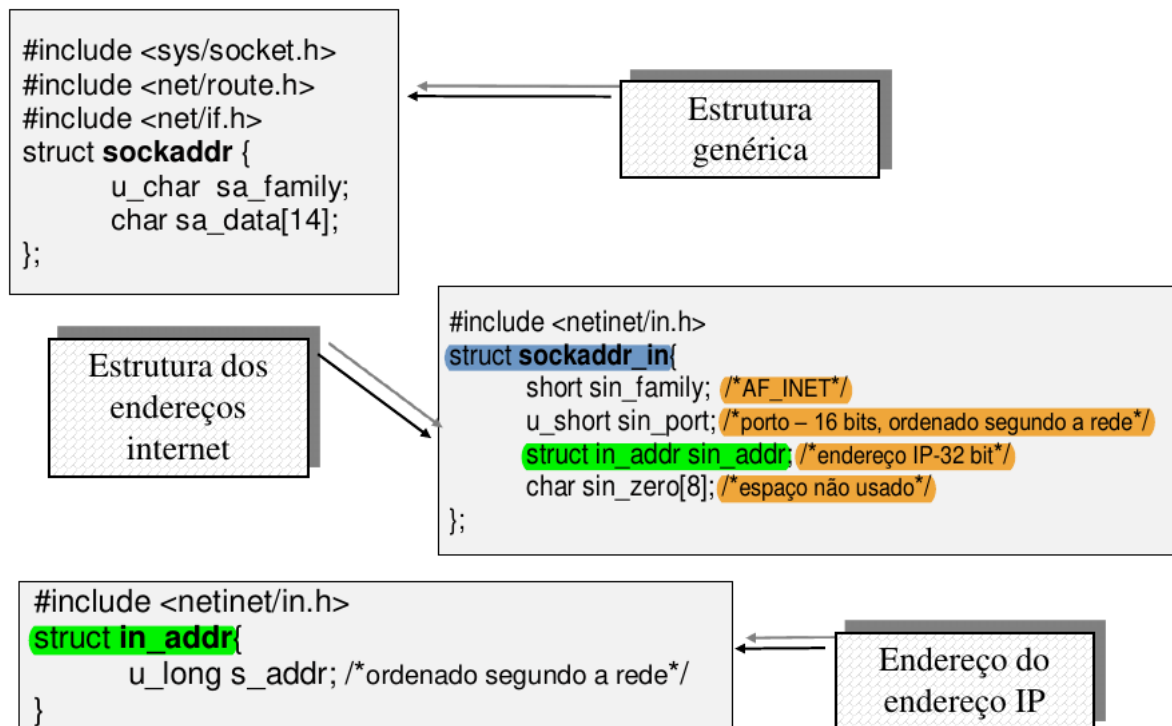 #include <sys/socket.h>
#include <net/route.h>
#include <net/if.h>
struct sockaddr {
u_char sa_family;
char sa_data[14];
};
Estrutura
genérica
Estrutura dos
endereços
internet
#include <netinet/in.h>
struct sockaddr_in{
short sin_family; /*AF_INET*/
u_short sin_port; /*porto – 16 bits, ordenado segundo a rede*/
struct in_addr sin_addr; /*endereço IP-32 bit*/
char sin_zero[8]; /*espaço não usado*/
};
#include <netinet/in.h>
struct in_addr{
u_long s_addr; /*ordenado segundo a rede*/
}
Endereço do
endereço IP